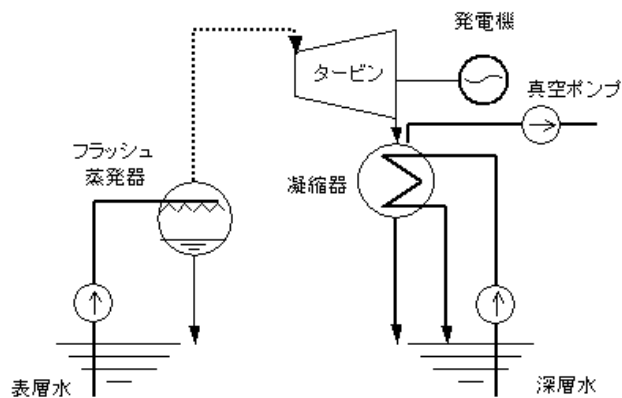 発電機
タービン
真空ポンプ
フラッシュ
蒸発器
凝縮器
表層水
深層水